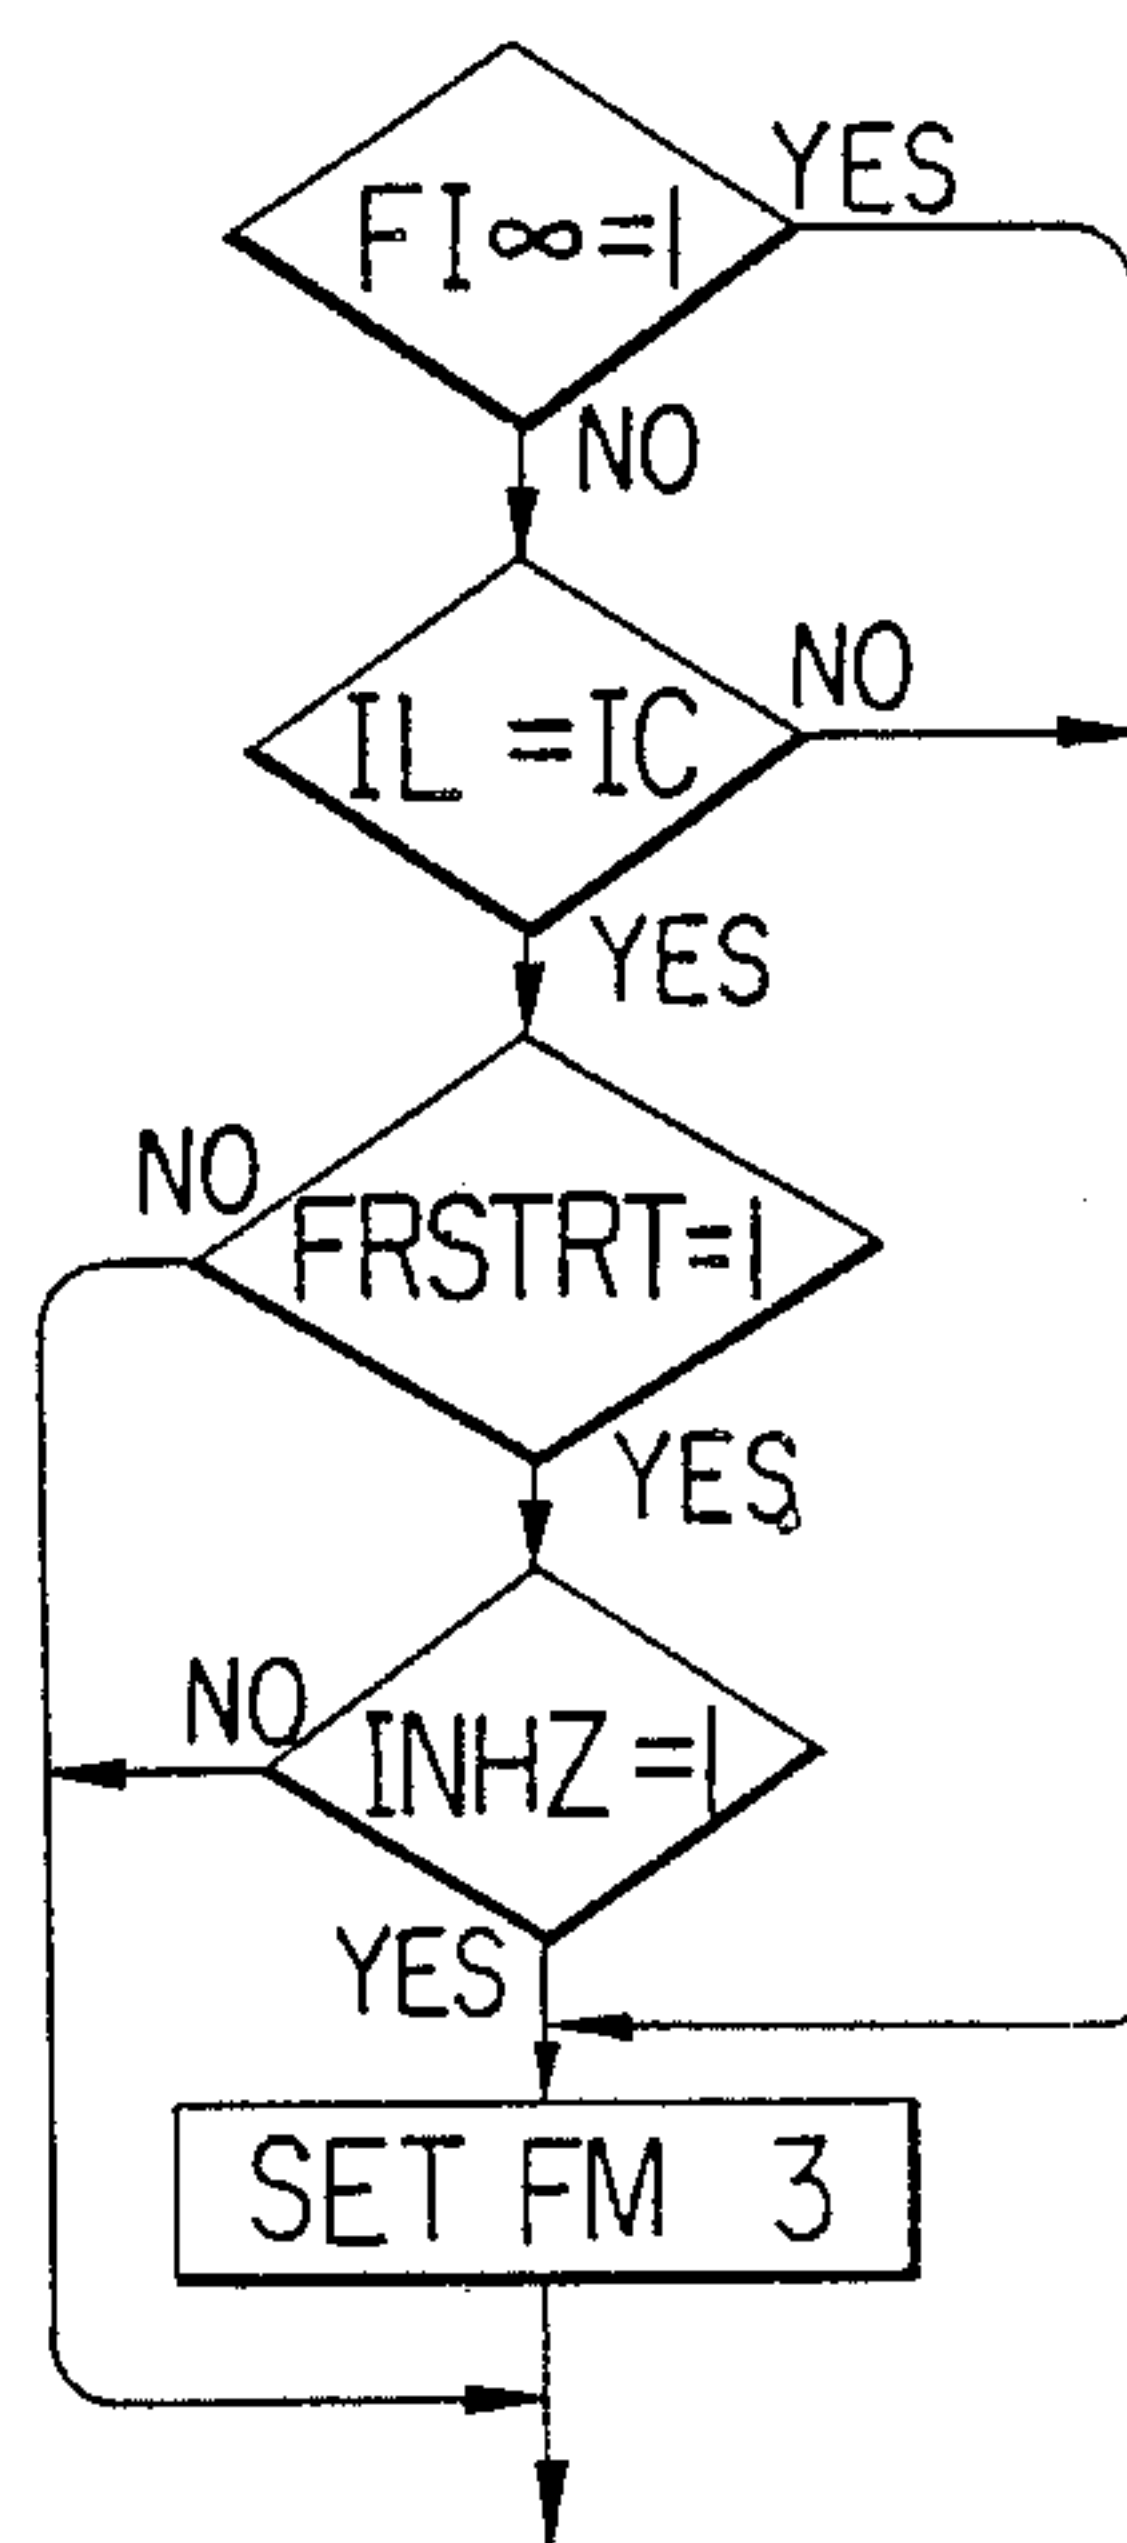 YES
FI∞=1
NO
NO
IL =IC
YES
NO
FRSTRT=1
YES
NO
INHZ=1
YES
SET FM 3